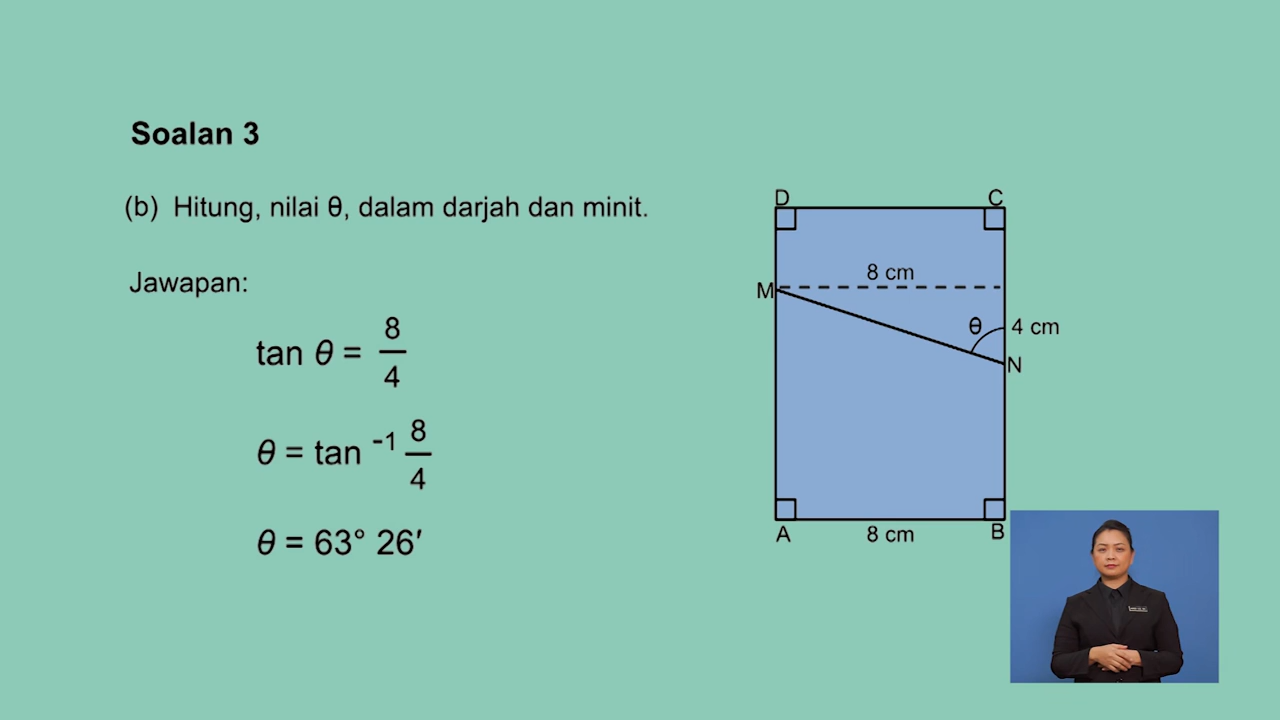 Soalan 3
(b) Hitung, nilai θ, dalam darjah dan minit.
Jawapan:
tan θ = 8/4
θ = tan ⁻¹ 8/4
θ = 63° 26′
D
C
8 cm
M
θ
4 cm
N
A
8 cm
B